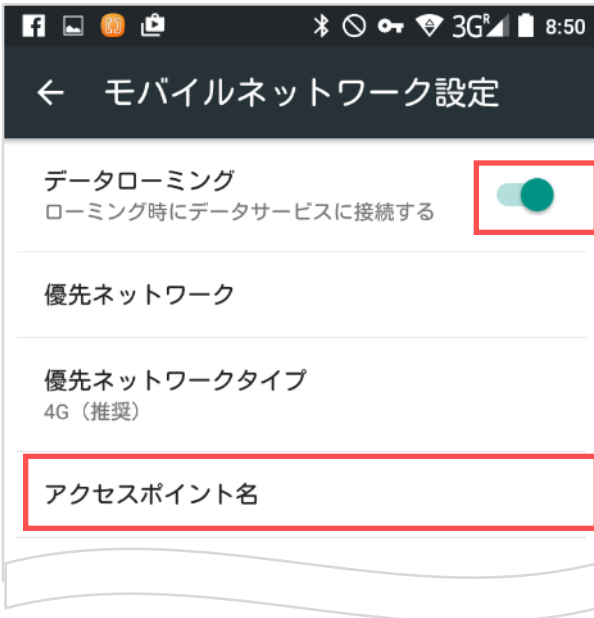 3G R 8:50
← モバイルネットワーク設定
データローミング
ローミング時にデータサービスに接続する
優先ネットワーク
優先ネットワークタイプ
4G（推奨）
アクセスポイント名